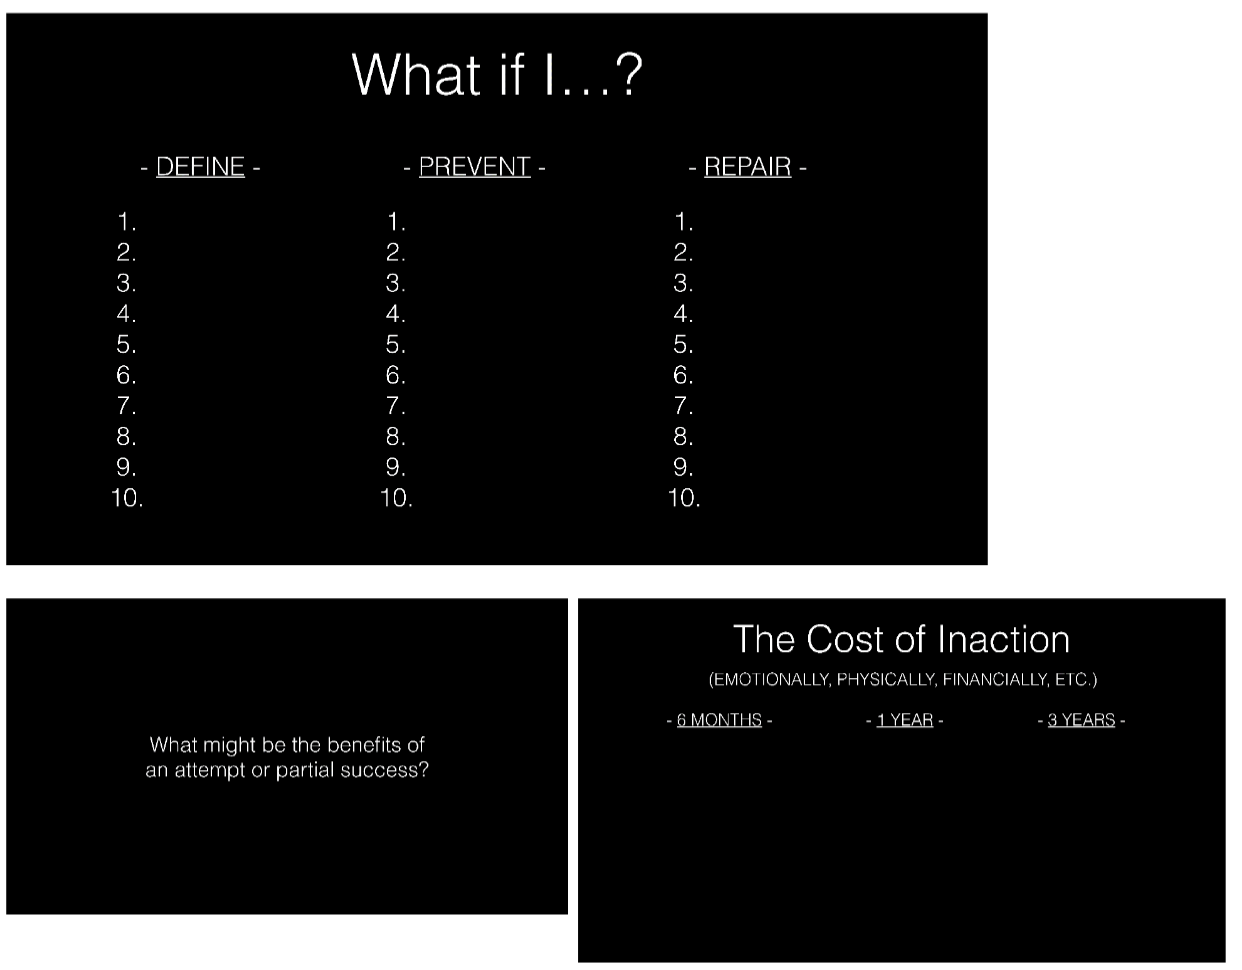 What if I...?
- DEFINE - - PREVENT - - REPAIR -
1. 1. 1.
2. 2. 2.
3. 3. 3.
4. 4. 4.
5. 5. 5.
6. 6. 6.
7. 7. 7.
8. 8. 8.
9. 9. 9.
10. 10. 10.
What might be the benefits of
an attempt or partial success?
The Cost of Inaction
(EMOTIONALLY, PHYSICALLY, FINANCIALLY, ETC.)
- 6 MONTHS - - 1 YEAR - - 3 YEARS -